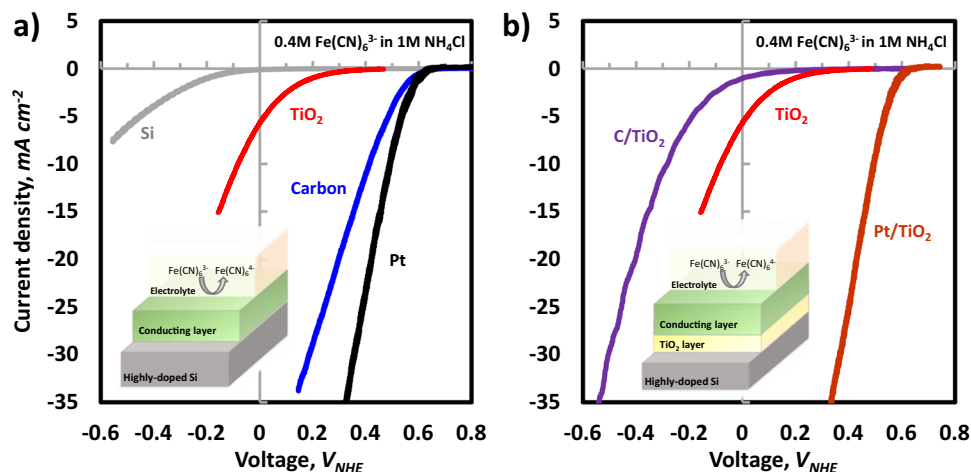 a)
0.4M Fe(CN)₆³⁻ in 1M NH₄Cl
5
0
-5
-10
-15
-20
-25
-30
-35
Current density, mA cm⁻²
Si
TiO₂
Carbon
Pt
Fe(CN)₆³⁻ Fe(CN)₆⁴⁻
Electrolyte
Conducting layer
Highly-doped Si
-0.6 -0.4 -0.2 0 0.2 0.4 0.6 0.8
Voltage, V_NHE
b)
0.4M Fe(CN)₆³⁻ in 1M NH₄Cl
5
0
-5
-10
-15
-20
-25
-30
-35
C/TiO₂
TiO₂
Pt/TiO₂
Fe(CN)₆³⁻ Fe(CN)₆⁴⁻
Electrolyte
Conducting layer
TiO₂ layer
Highly-doped Si
-0.6 -0.4 -0.2 0 0.2 0.4 0.6 0.8
Voltage, V_NHE